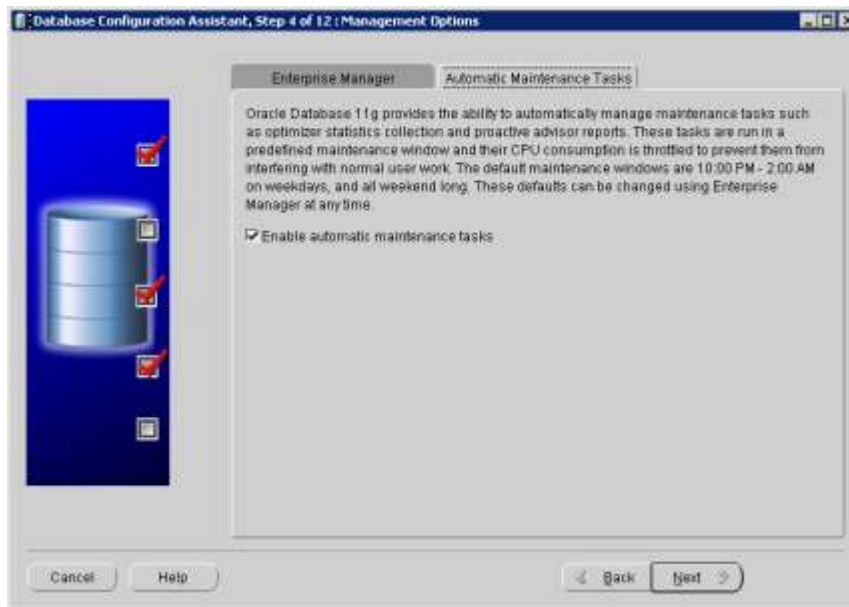 Database Configuration Assistant, Step 4 of 12 : Management Options
Enterprise Manager
Automatic Maintenance Tasks
Oracle Database 11g provides the ability to automatically manage maintenance tasks such
as optimizer statistics collection and proactive advisor reports. These tasks are run in a
predefined maintenance window and their CPU consumption is throttled to prevent them from
interfering with normal user work. The default maintenance windows are 10:00 PM - 2:00 AM
on weekdays, and all weekend long. These defaults can be changed using Enterprise
Manager at any time.
Enable automatic maintenance tasks
Cancel
Help
Back
Next